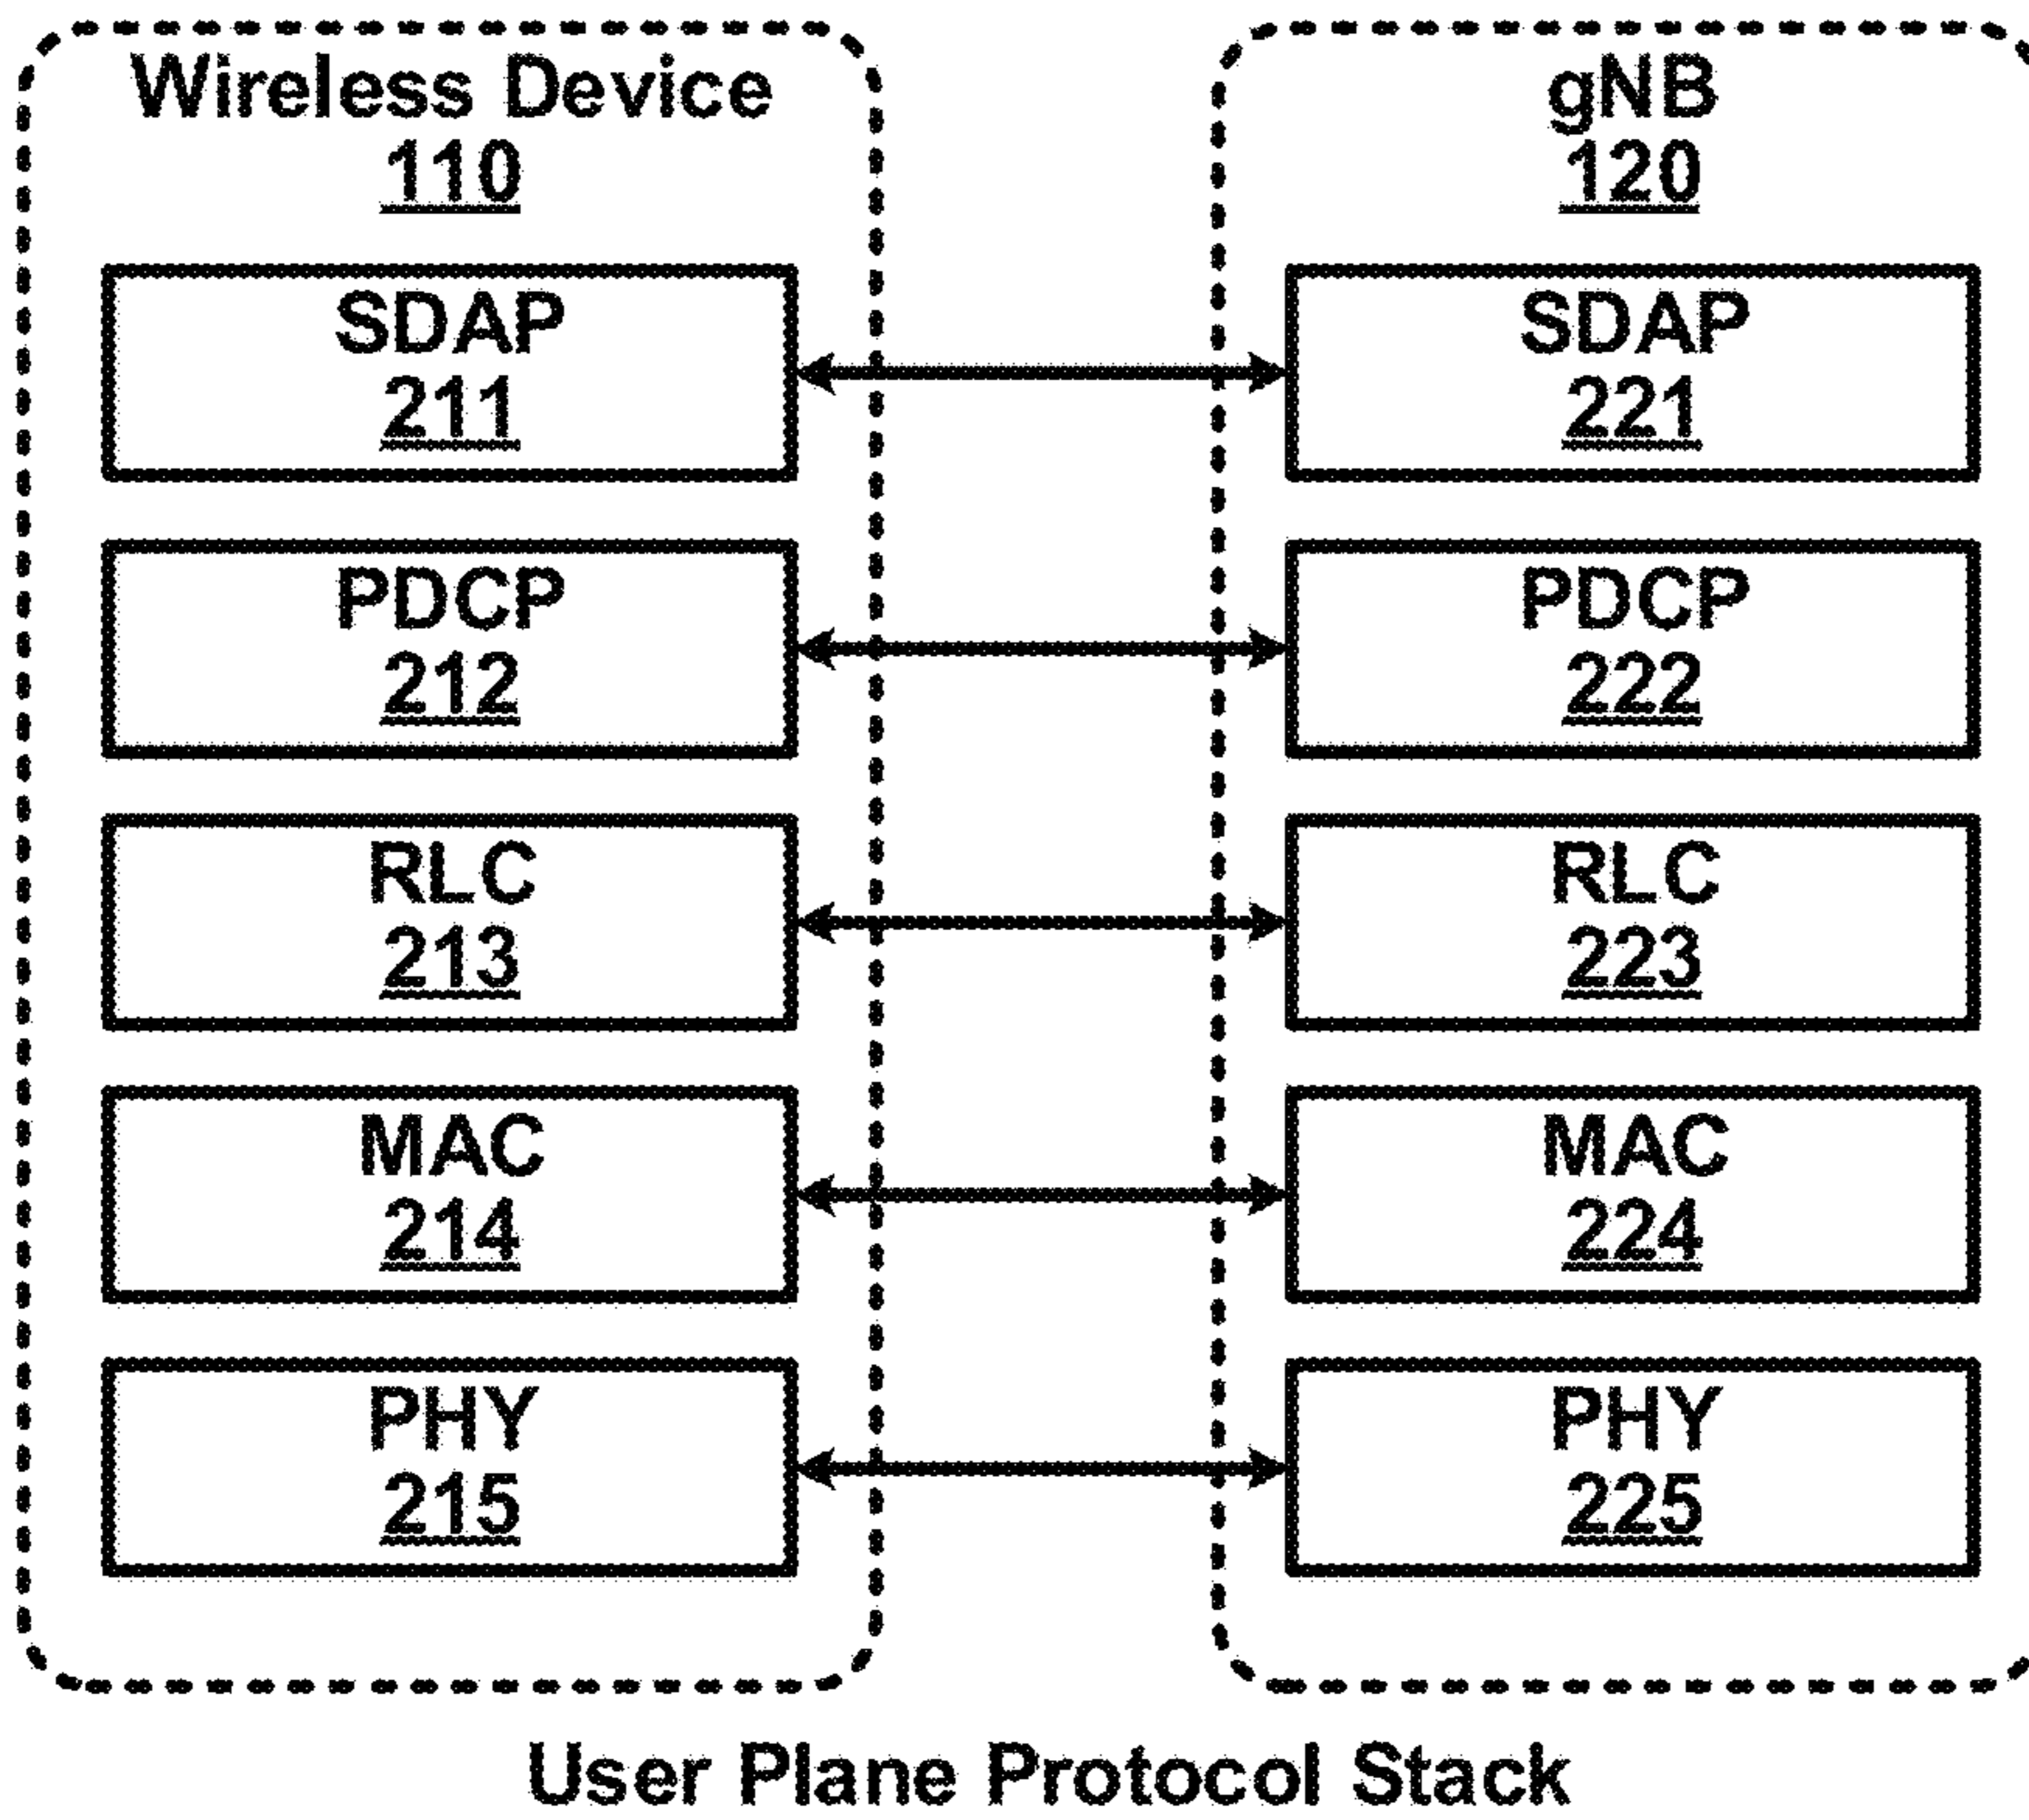 Wireless Device
110
SDAP
211
PDCP
212
RLC
213
MAC
214
PHY
215
gNB
120
SDAP
221
PDCP
222
RLC
223
MAC
224
PHY
225
User Plane Protocol Stack